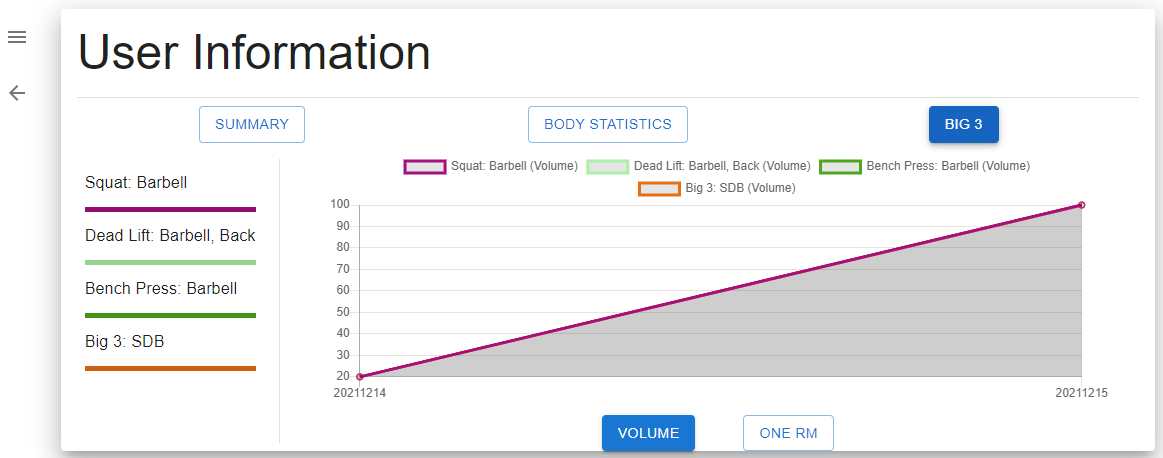 User Information
SUMMARY
BODY STATISTICS
BIG 3
Squat: Barbell
Dead Lift: Barbell, Back
Bench Press: Barbell
Big 3: SDB
Squat: Barbell (Volume) Dead Lift: Barbell, Back (Volume) Bench Press: Barbell (Volume)
Big 3: SDB (Volume)
100
90
80
70
60
50
40
30
20
20211214
20211215
VOLUME
ONE RM